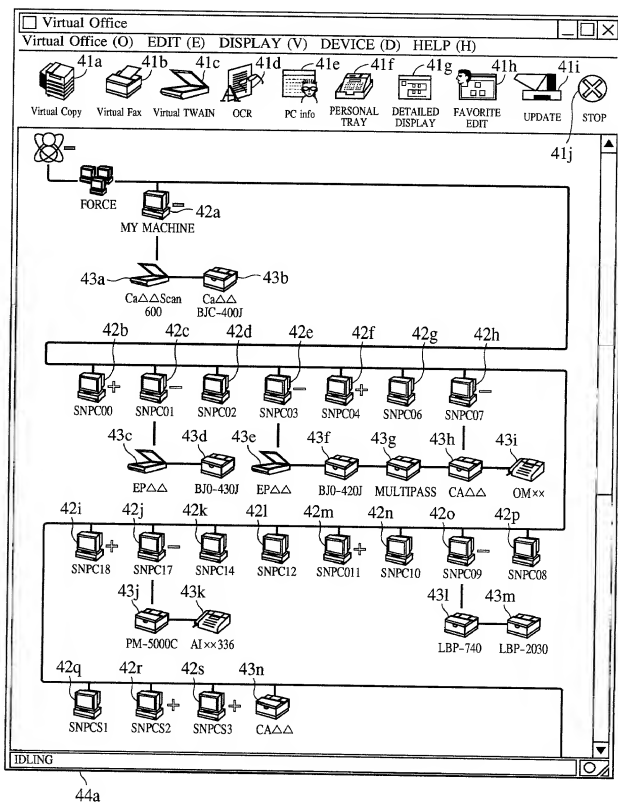 Virtual Office
Virtual Office (O) EDIT (E) DISPLAY (V) DEVICE (D) HELP (H)
41a 41b 41c 41d 41e 41f 41g 41h 41i
Virtual Copy Virtual Fax Virtual TWAIN OCR PC info PERSONAL TRAY DETAILED DISPLAY FAVORITE EDIT UPDATE STOP
41j
FORCE
42a
MY MACHINE
43a 43b
Ca△△Scan 600 Ca△△ BJC-400J
42b 42c 42d 42e 42f 42g 42h
SNPC00 SNPC01 SNPC02 SNPC03 SNPC04 SNPC06 SNPC07
43c 43d 43e 43f 43g 43h 43i
EP△△ BJ0-430J EP△△ BJ0-420J MULTIPASS CA△△ OM××
42i 42j 42k 42l 42m 42n 42o 42p
SNPC18 SNPC17 SNPC14 SNPC12 SNPC011 SNPC10 SNPC09 SNPC08
43j 43k 43l 43m
PM-5000C AI××336 LBP-740 LBP-2030
42q 42r 42s 43n
SNPCS1 SNPCS2 SNPCS3 CA△△
IDLING
44a